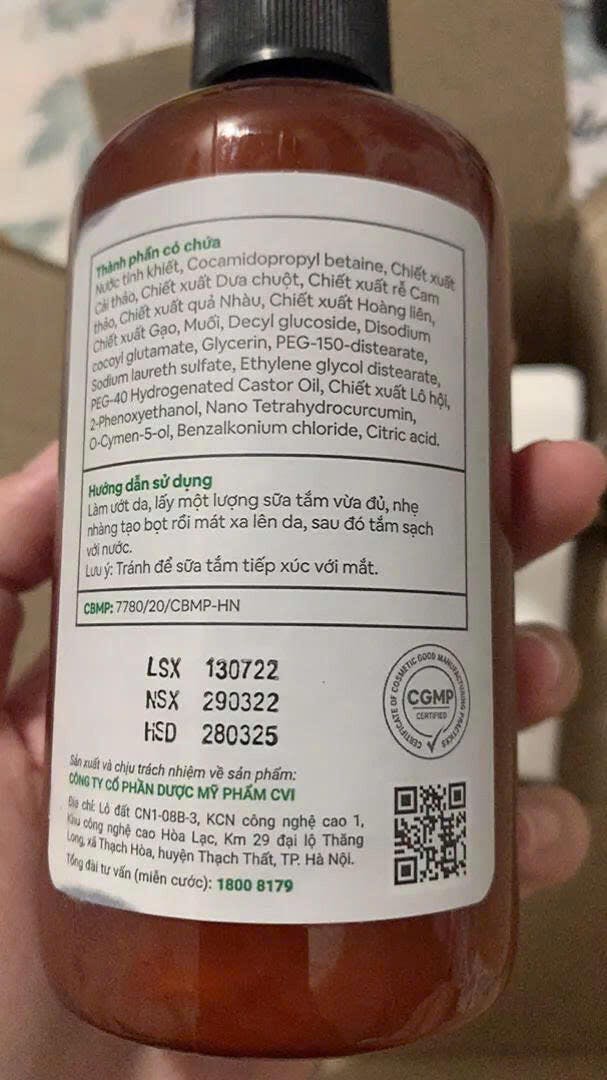 Thành phần có chứa
Nước tinh khiết, Cocamidopropyl betaine, Chiết xuất
Cải thảo, Chiết xuất Dưa chuột, Chiết xuất rễ Cam
thảo, Chiết xuất quả Nhàu, Chiết xuất Hoàng liên,
Chiết xuất Gạo, Muối, Decyl glucoside, Disodium
cocoyl glutamate, Glycerin, PEG-150-distearate,
Sodium laureth sulfate, Ethylene glycol distearate,
PEG-40 Hydrogenated Castor Oil, Chiết xuất Lô hội,
2-Phenoxyethanol, Nano Tetrahydrocurcumin,
O-Cymen-5-ol, Benzalkonium chloride, Citric acid.
Hướng dẫn sử dụng
Làm ướt da, lấy một lượng sữa tắm vừa đủ, nhẹ
nhàng tạo bọt rồi mát xa lên da, sau đó tắm sạch
với nước.
Lưu ý: Tránh để sữa tắm tiếp xúc với mắt.
CBMP: 7780/20/CBMP-HN
LSX 130722
NSX 290322
HSD 280325
CERTIFICATE OF COSMETIC GOOD MANUFACTURING PRACTICES
CGMP
CERTIFIED
Sản xuất và chịu trách nhiệm về sản phẩm:
CÔNG TY CỔ PHẦN DƯỢC MỸ PHẨM CVI
Địa chỉ: Lô đất CN1-08B-3, KCN công nghệ cao 1,
Khu công nghệ cao Hòa Lạc, Km 29 đại lộ Thăng
Long, xã Thạch Hòa, huyện Thạch Thất, TP. Hà Nội.
Tổng đài tư vấn (miễn cước): 1800 8179